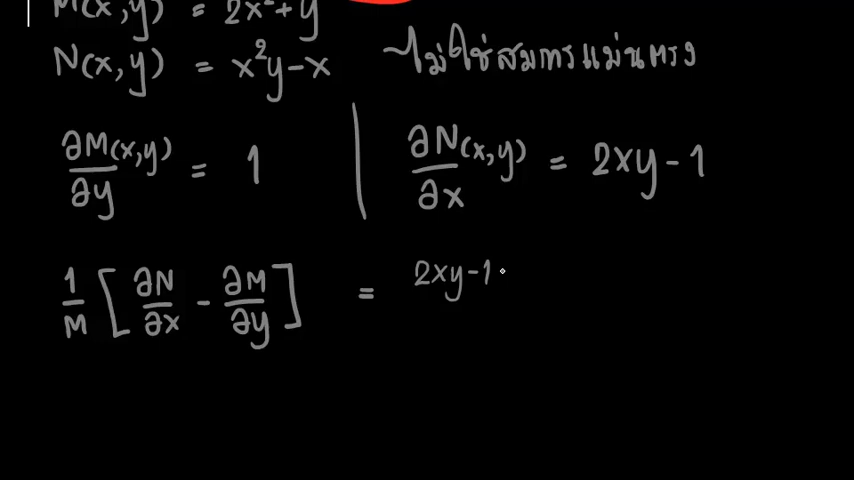 M(x,y) = 2x²+y
N(x,y) = x²y-x ไม่ใช่สมการแม่นตรง
∂M(x,y)/∂y = 1 | ∂N(x,y)/∂x = 2xy-1
1/M [∂N/∂x - ∂M/∂y] = 2xy-1